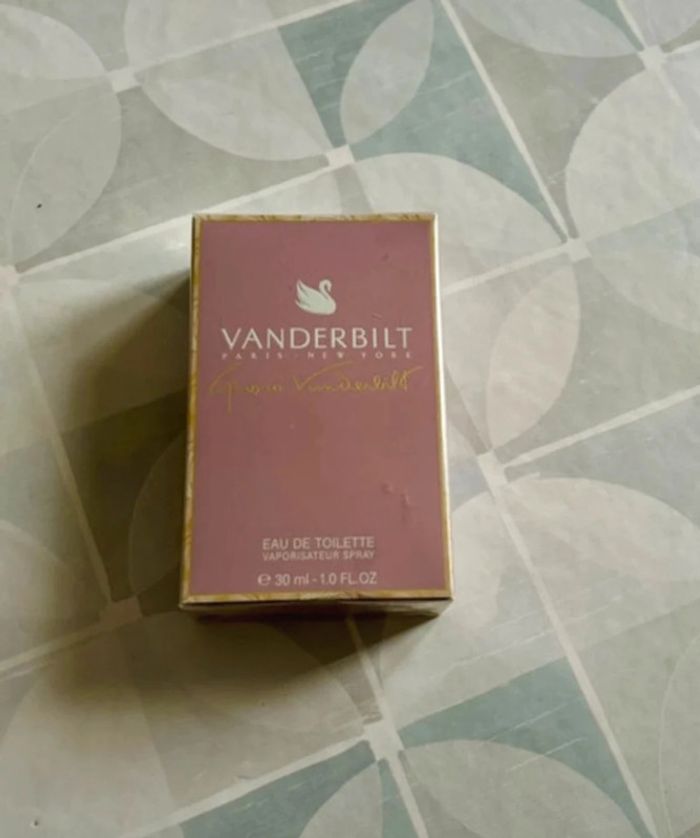 VANDERBILT
PARIS - NEW YORK
Gloria Vanderbilt
EAU DE TOILETTE
VAPORISATEUR SPRAY
℮ 30 ml - 1.0 FL.OZ